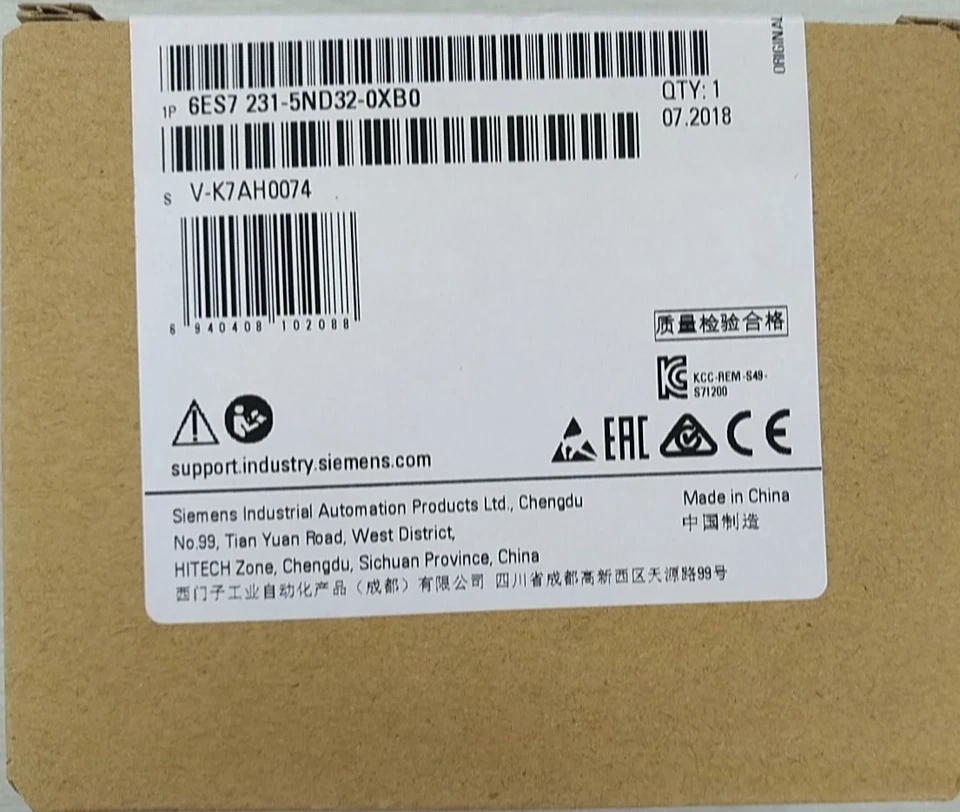 ORIGINAL
1P 6ES7 231-5ND32-0XB0
QTY: 1
07.2018
S V-K7AH0074
6 940408 102088
质量检验合格
KCC-REM-S49-
S71200
EAC
CE
support.industry.siemens.com
Siemens Industrial Automation Products Ltd., Chengdu
No.99, Tian Yuan Road, West District,
HITECH Zone, Chengdu, Sichuan Province, China
西门子工业自动化产品（成都）有限公司 四川省成都高新西区天源路99号
Made in China
中国制造